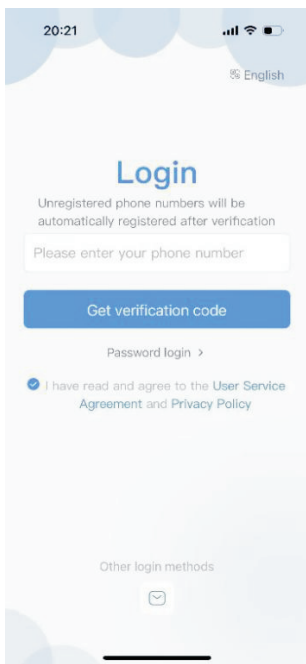 20:21
English
Login
Unregistered phone numbers will be
automatically registered after verification
Please enter your phone number
Get verification code
Password login >
I have read and agree to the User Service
Agreement and Privacy Policy
Other login methods